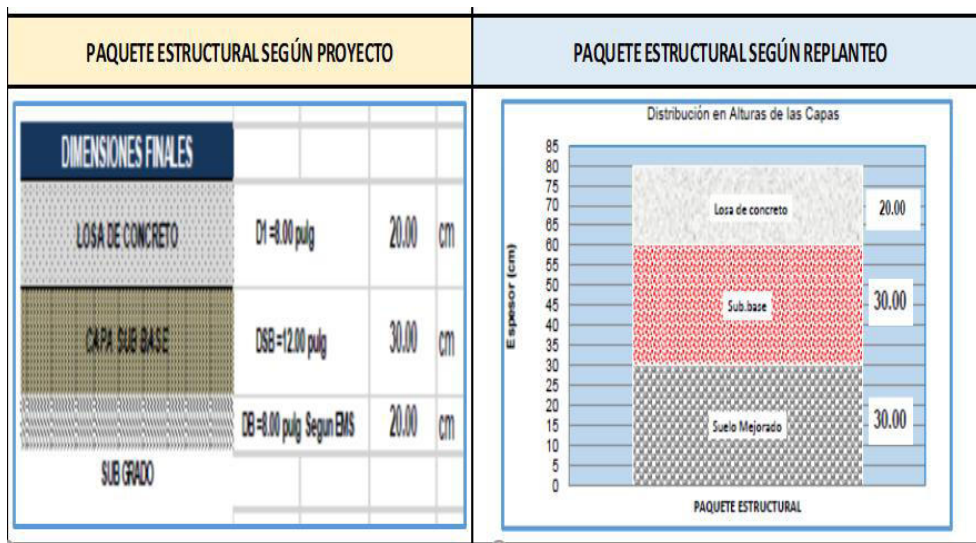 PAQUETE ESTRUCTURAL SEGÚN PROYECTO
PAQUETE ESTRUCTURAL SEGÚN REPLANTEO
DIMENSIONES FINALES
LOSA DE CONCRETO D1 =8.00 pulg 20.00 cm
CAPA SUB BASE DSB =12.00 pulg 30.00 cm
DB =8.00 pulg Segun EMS 20.00 cm
SUB GRADO
Distribución en Alturas de las Capas
Espesor (cm)
85
80
75
70
65
60
55
50
45
40
35
30
25
20
15
10
5
0
Losa de concreto 20.00
Sub.base 30.00
Suelo Mejorado 30.00
PAQUETE ESTRUCTURAL